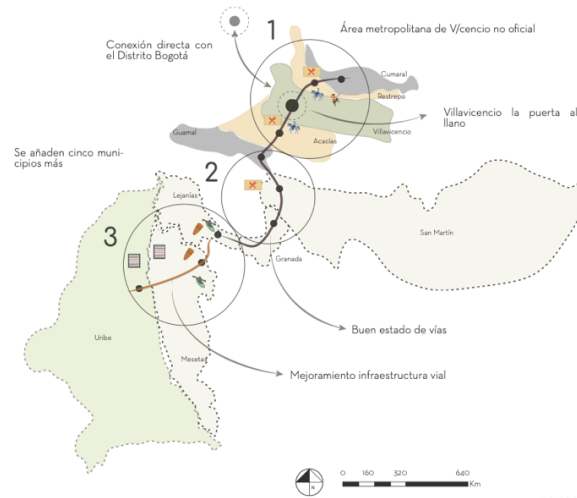 1
Área metropolitana de V/cencio no oficial
Conexión directa con
el Distrito Bogotá
Cumaral
Restrepo
Villavicencio la puerta al
llano
Villavicencio
Guamal
Acacías
Se añaden cinco muni-
cipios más
2
Lejanías
San Martín
3
Granada
Buen estado de vías
Uribe
Mesetas
Mejoramiento infraestructura vial
N
0 160 320 640
Km